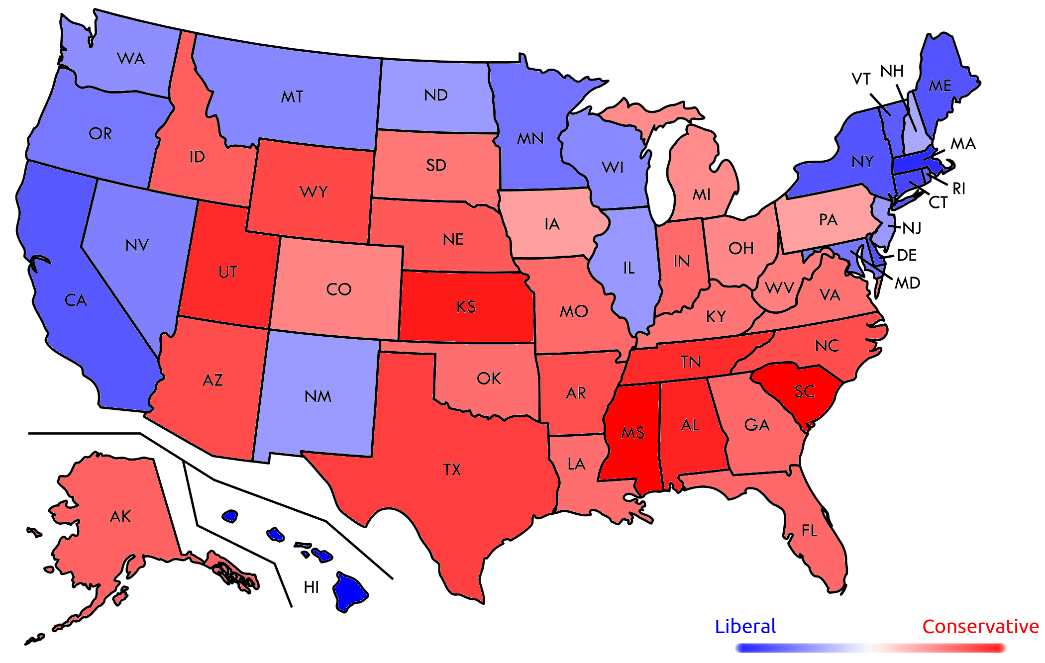 WA
MT
ND
MN
OR
ID
WY
SD
WI
MI
VT
NH
ME
NY
MA
RI
CT
NJ
DE
MD
CA
NV
UT
CO
NE
IA
IL
IN
OH
PA
WV
VA
KS
MO
KY
AZ
NM
OK
AR
TN
NC
SC
TX
LA
MS
AL
GA
FL
AK
HI
Liberal
Conservative